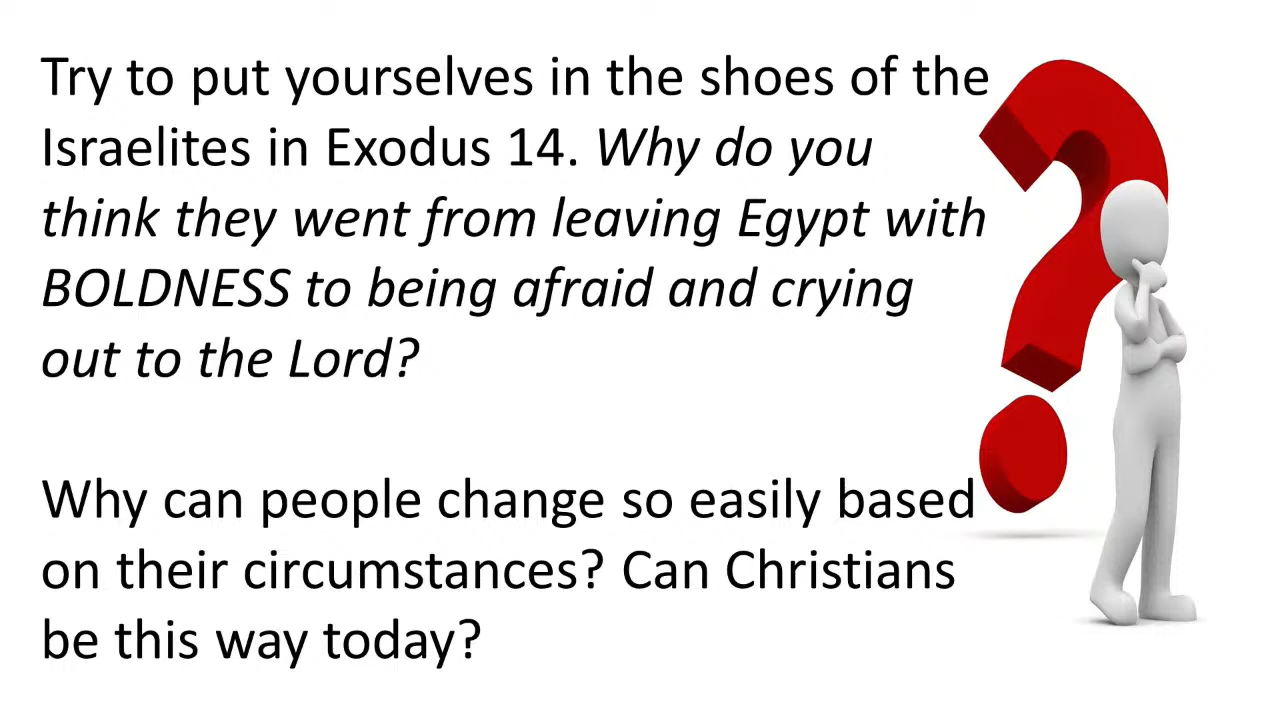 Try to put yourselves in the shoes of the
Israelites in Exodus 14. Why do you
think they went from leaving Egypt with
BOLDNESS to being afraid and crying
out to the Lord?
Why can people change so easily based
on their circumstances? Can Christians
be this way today?